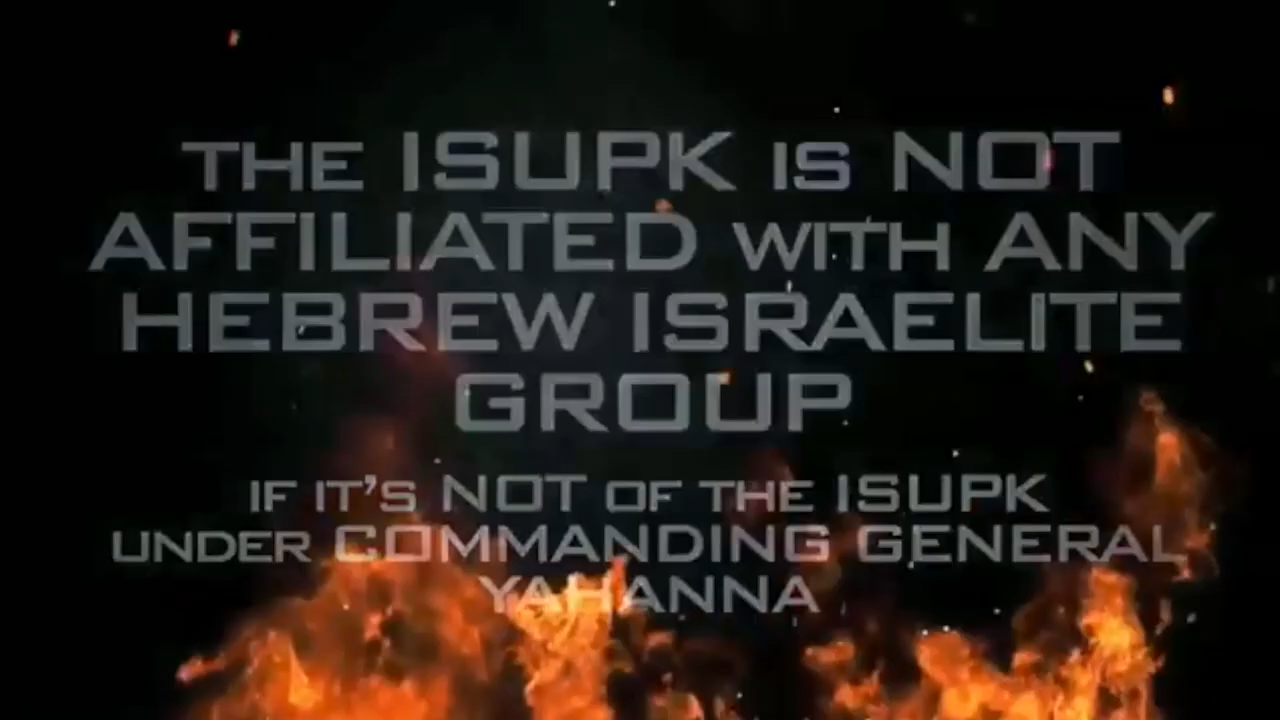 THE ISUPK IS NOT
AFFILIATED WITH ANY
HEBREW ISRAELITE
GROUP
IF IT'S NOT OF THE ISUPK
UNDER COMMANDING GENERAL
YAHANNA